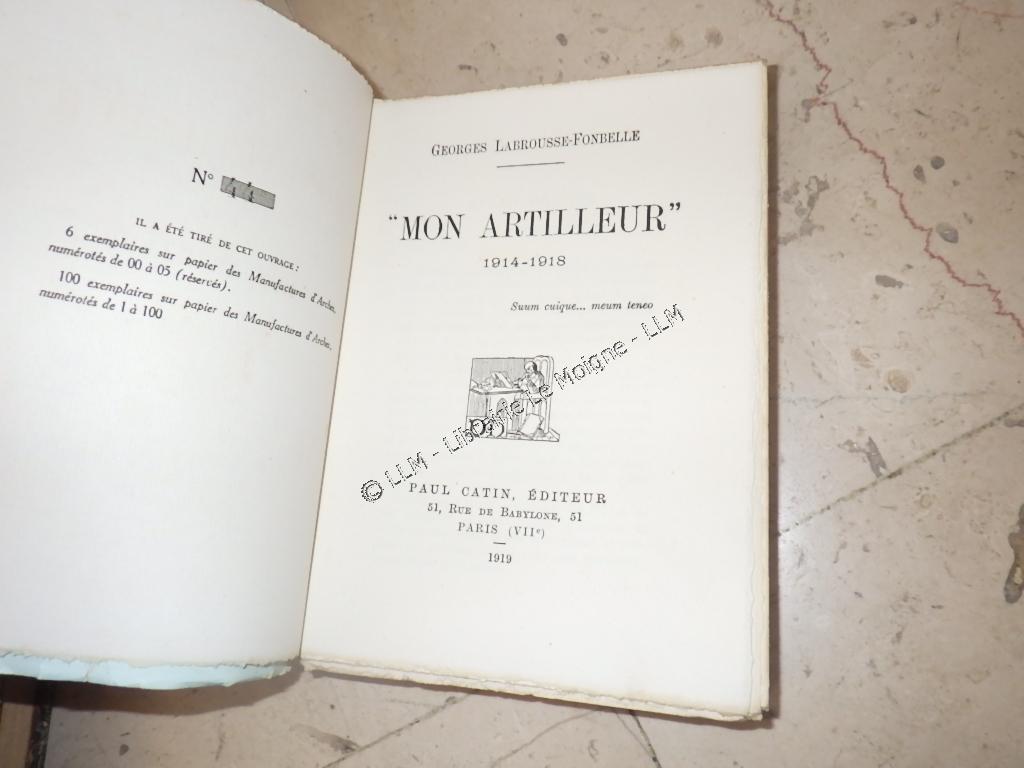 N° 44
IL A ÉTÉ TIRÉ DE CET OUVRAGE :
6 exemplaires sur papier des Manufactures d'Arches,
numérotés de 00 à 05 (réservés).
100 exemplaires sur papier des Manufactures d'Arches,
numérotés de 1 à 100
GEORGES LABROUSSE-FONBELLE
"MON ARTILLEUR"
1914-1918
Suum cuique... meum teneo
© LLM - Librairie Le Moigne - LLM
PAUL CATIN, ÉDITEUR
51, RUE DE BABYLONE, 51
PARIS (VIIe)
1919